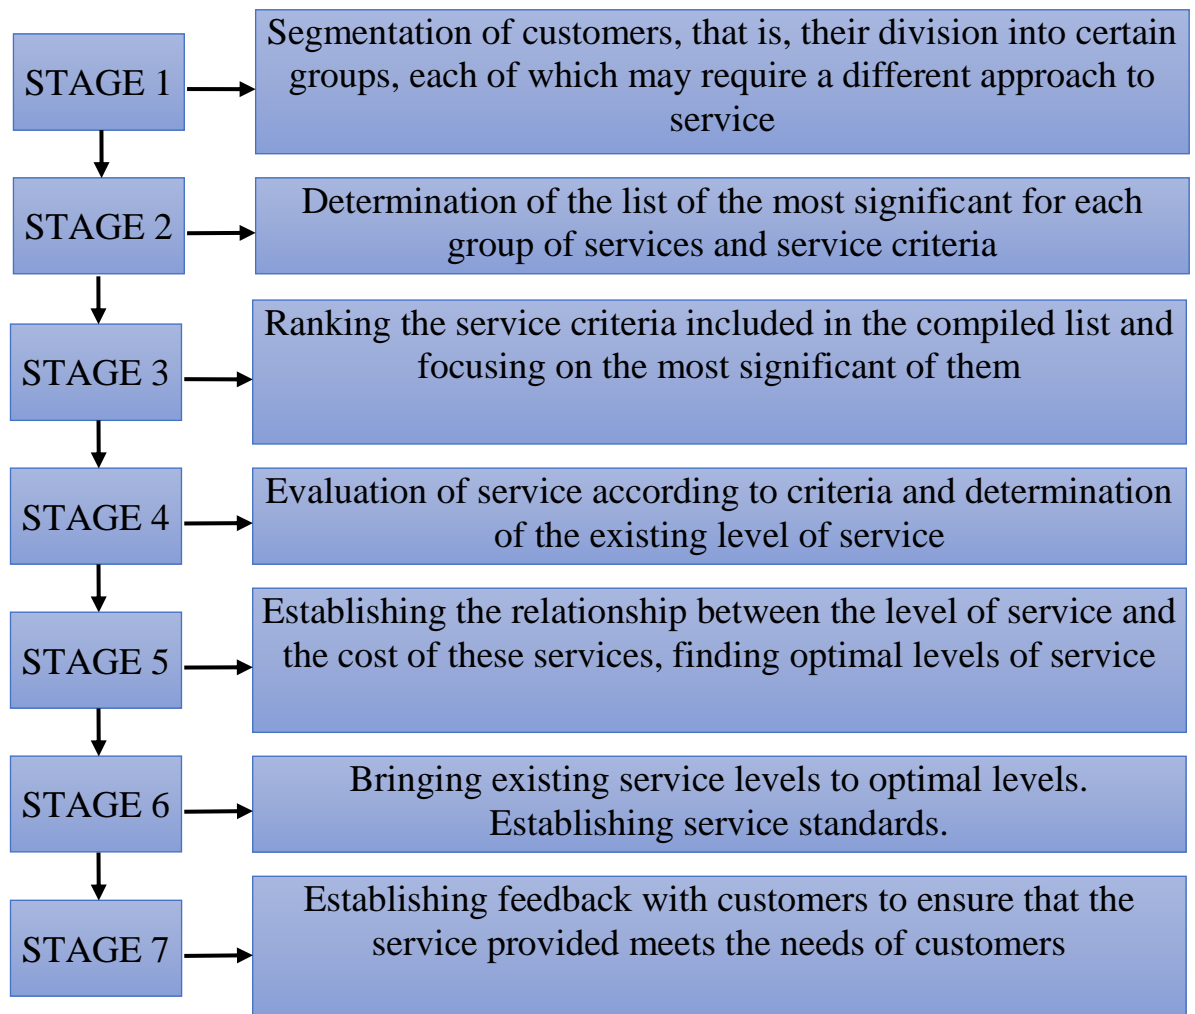 STAGE 1
Segmentation of customers, that is, their division into certain
groups, each of which may require a different approach to
service
STAGE 2
Determination of the list of the most significant for each
group of services and service criteria
STAGE 3
Ranking the service criteria included in the compiled list and
focusing on the most significant of them
STAGE 4
Evaluation of service according to criteria and determination
of the existing level of service
STAGE 5
Establishing the relationship between the level of service and
the cost of these services, finding optimal levels of service
STAGE 6
Bringing existing service levels to optimal levels.
Establishing service standards.
STAGE 7
Establishing feedback with customers to ensure that the
service provided meets the needs of customers